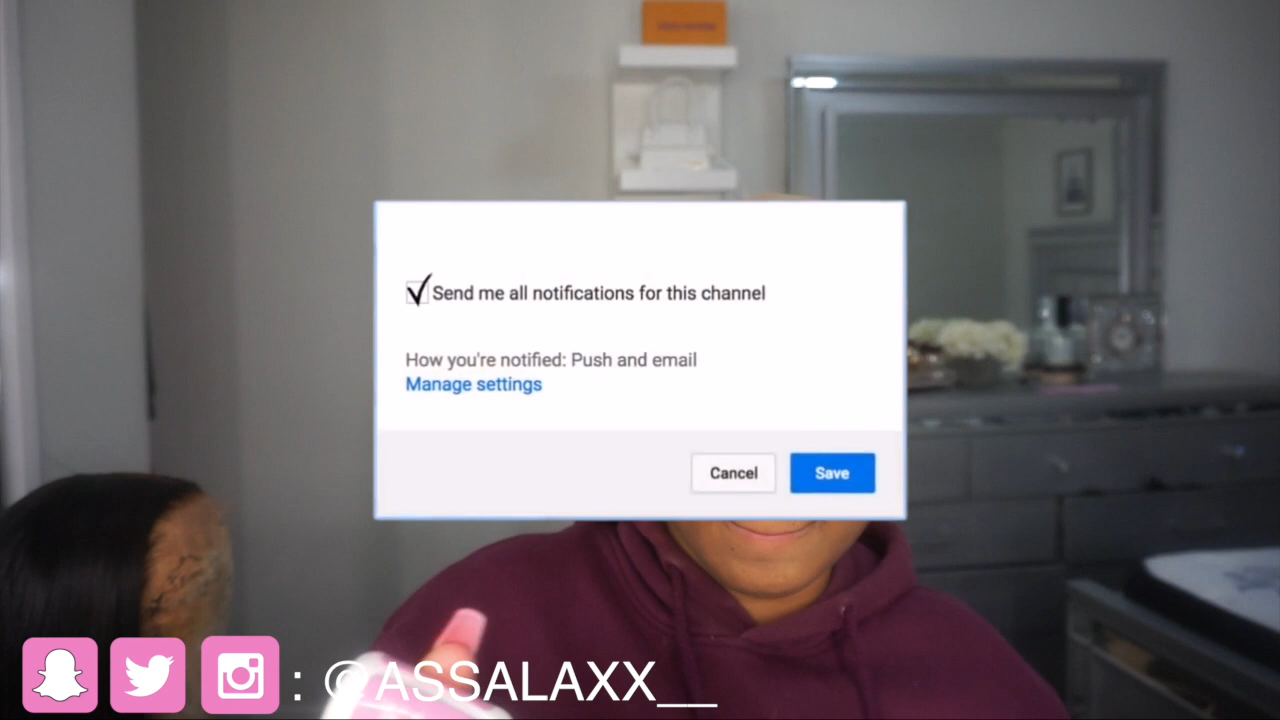 Send me all notifications for this channel
How you're notified: Push and email
Manage settings
Cancel Save
: @ASSALAXX__